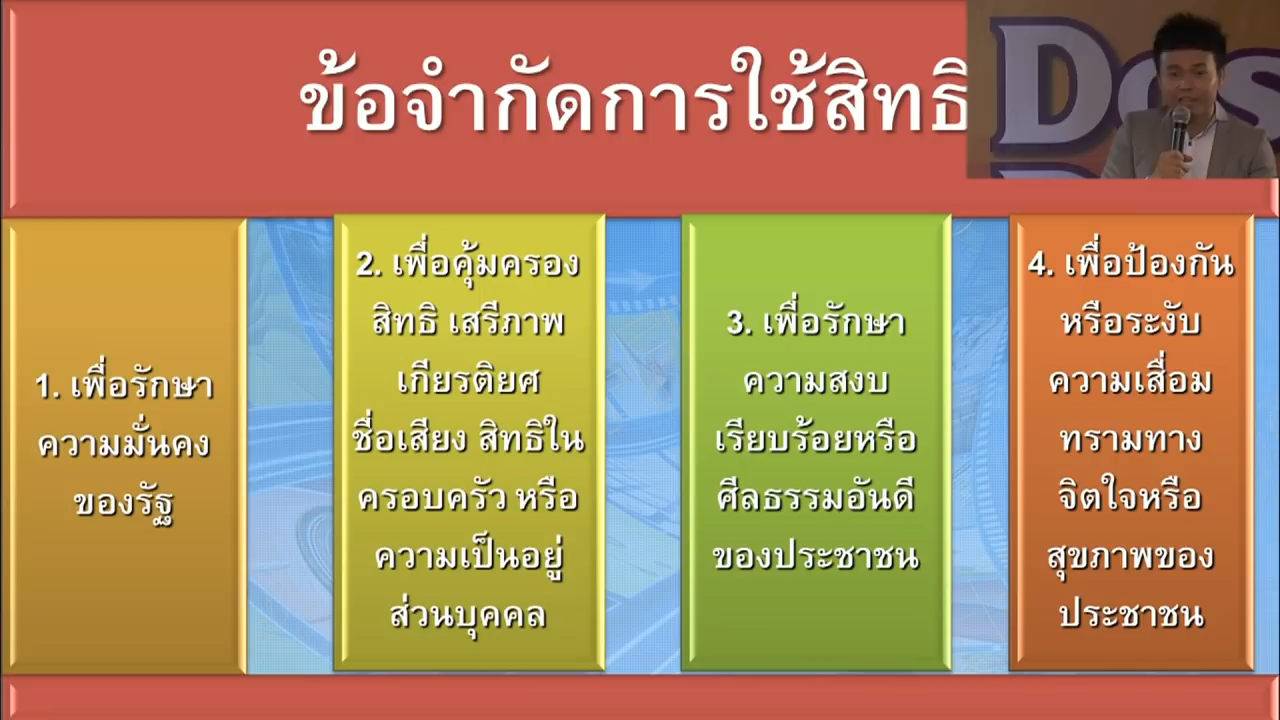 ข้อจำกัดการใช้สิทธิ
1. เพื่อรักษา
ความมั่นคง
ของรัฐ
2. เพื่อคุ้มครอง
สิทธิ เสรีภาพ
เกียรติยศ
ชื่อเสียง สิทธิใน
ครอบครัว หรือ
ความเป็นอยู่
ส่วนบุคคล
3. เพื่อรักษา
ความสงบ
เรียบร้อยหรือ
ศีลธรรมอันดี
ของประชาชน
4. เพื่อป้องกัน
หรือระงับ
ความเสื่อม
ทรามทาง
จิตใจหรือ
สุขภาพของ
ประชาชน